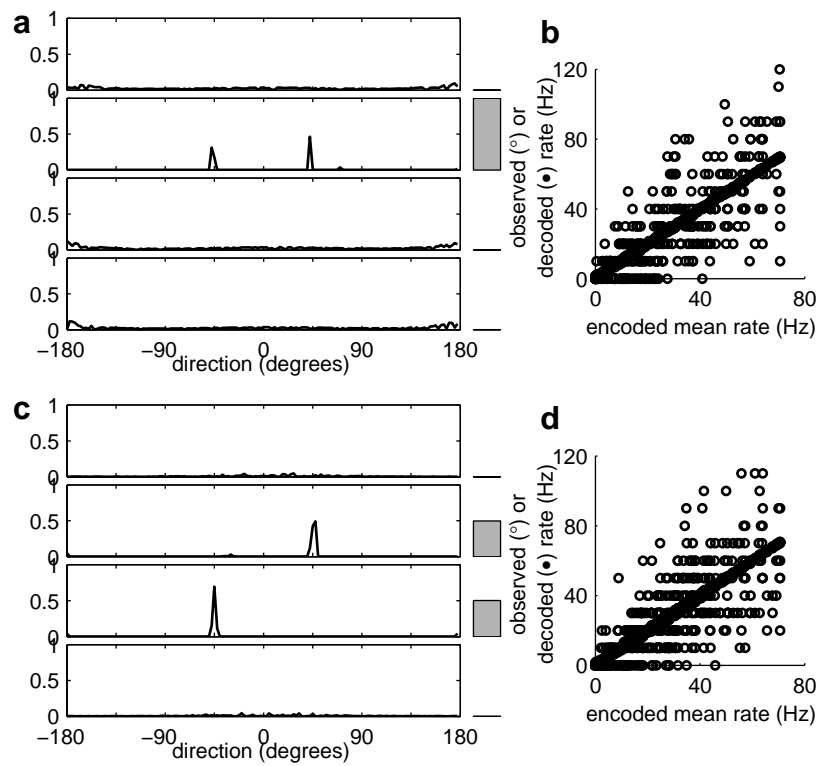 a
1
0.5
0
1
0.5
0
1
0.5
0
1
0.5
0
−180 −90 0 90 180
direction (degrees)
b
observed (°) or
decoded (•) rate (Hz)
120
80
40
0
0 40 80
encoded mean rate (Hz)
c
1
0.5
0
1
0.5
0
1
0.5
0
1
0.5
0
−180 −90 0 90 180
direction (degrees)
d
observed (°) or
decoded (•) rate (Hz)
120
80
40
0
0 40 80
encoded mean rate (Hz)